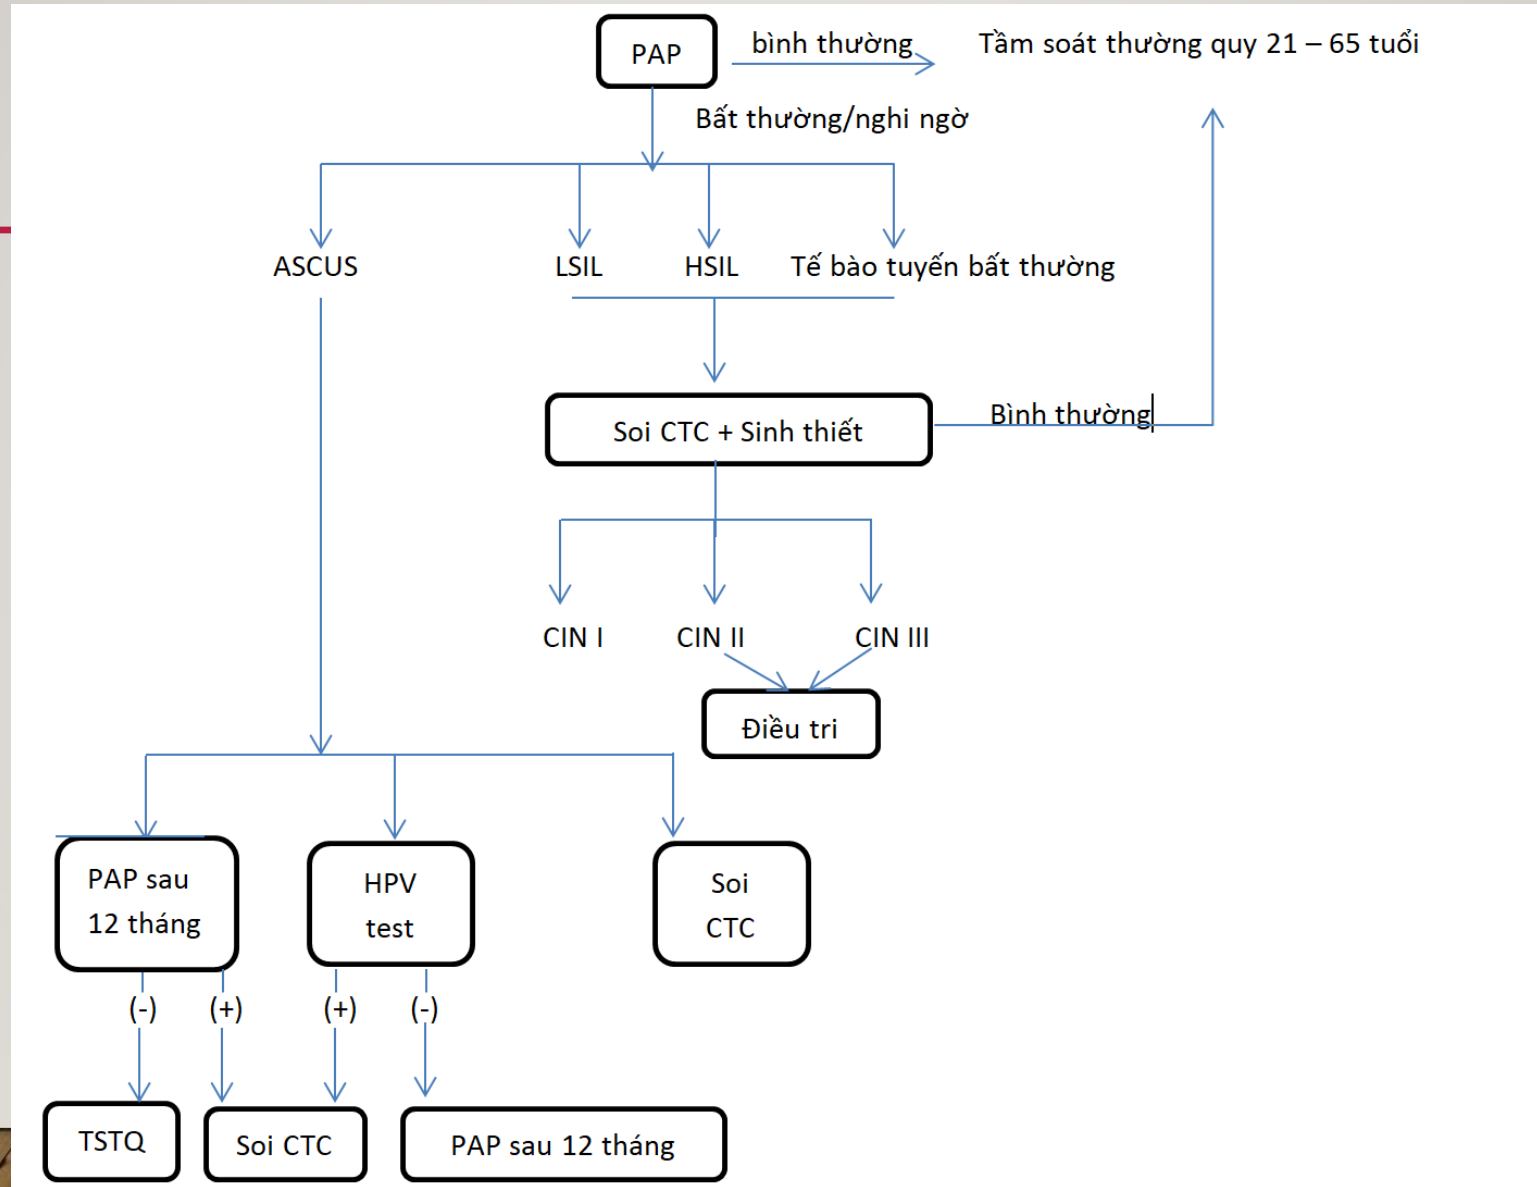 PAP
bình thường
Tầm soát thường quy 21 – 65 tuổi
Bất thường/nghi ngờ
ASCUS
LSIL
HSIL
Tế bào tuyến bất thường
Soi CTC + Sinh thiết
Bình thường
CIN I
CIN II
CIN III
Điều tri
PAP sau
12 tháng
HPV
test
Soi
CTC
(-)
(+)
(+)
(-)
TSTQ
Soi CTC
PAP sau 12 tháng